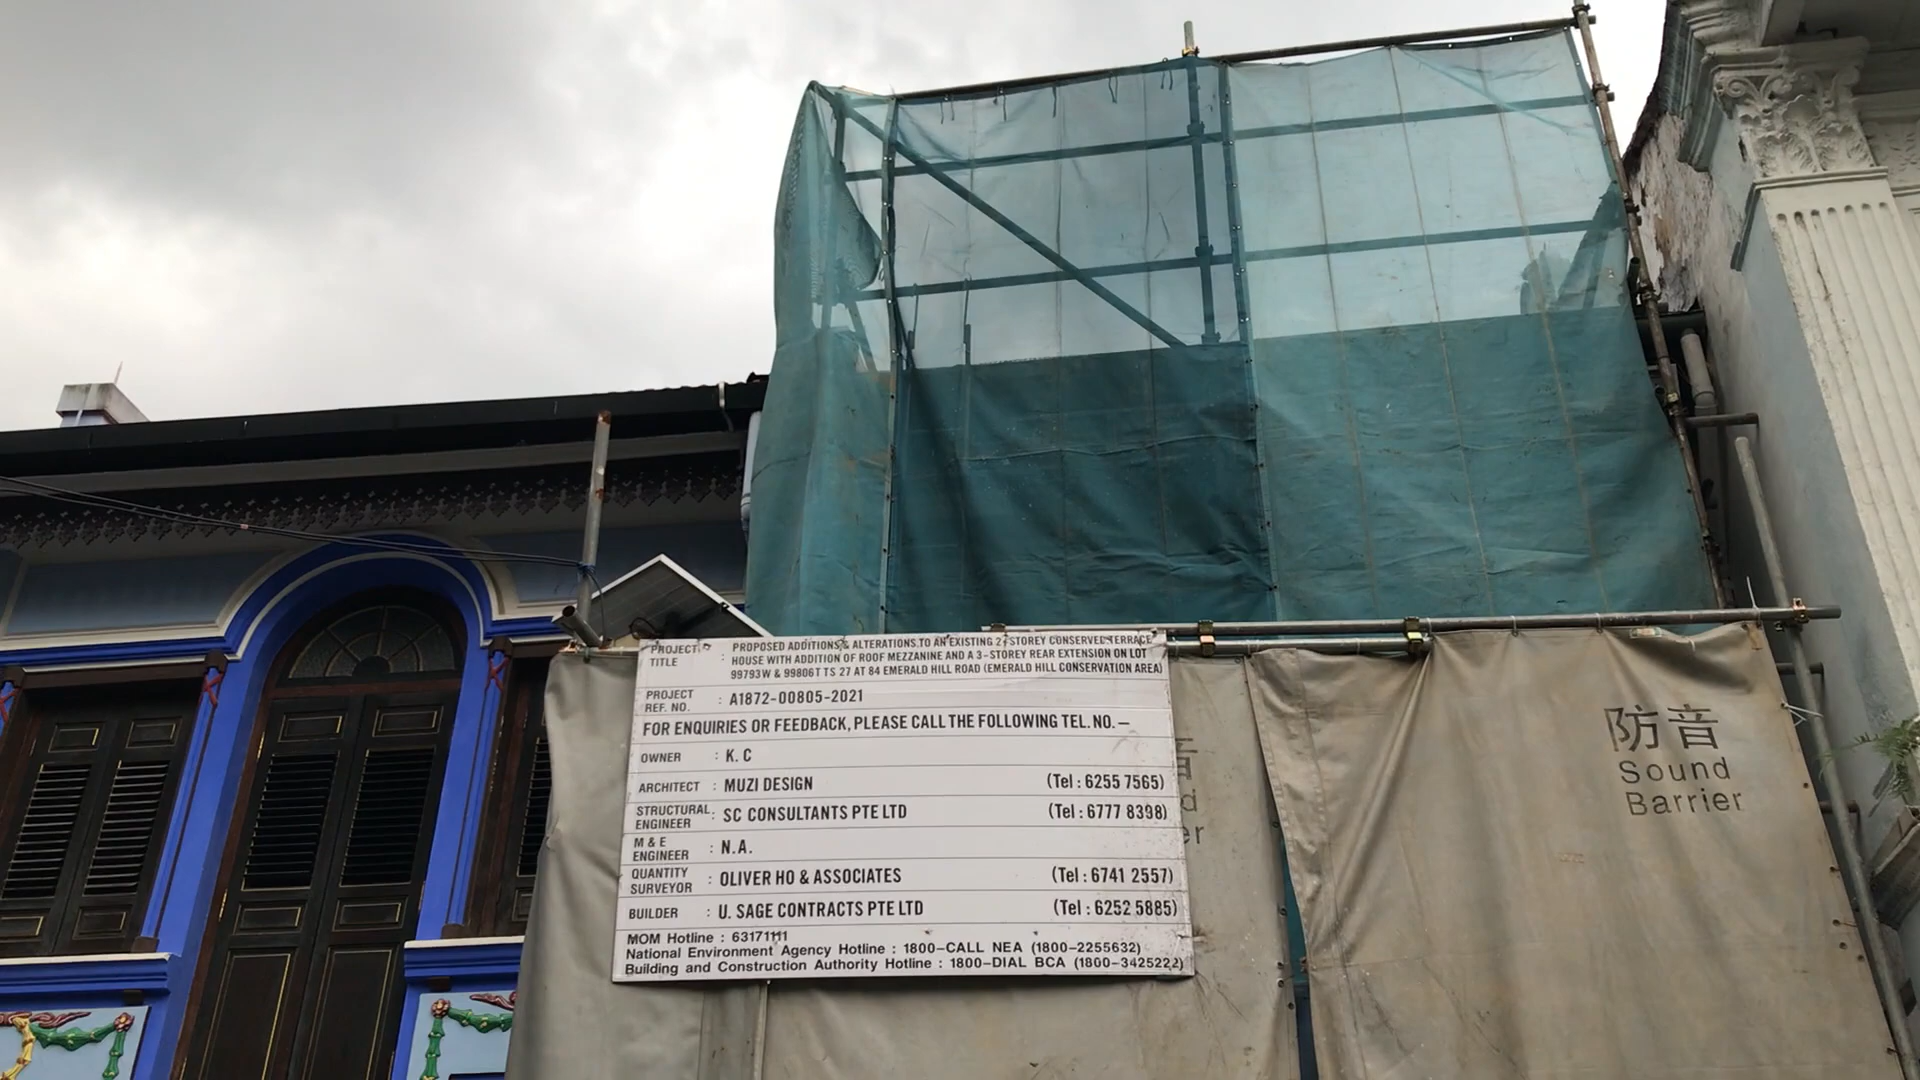 PROJECT TITLE : PROPOSED ADDITIONS & ALTERATIONS TO AN EXISTING 2-STOREY CONSERVED TERRACE
HOUSE WITH ADDITION OF ROOF MEZZANINE AND A 3-STOREY REAR EXTENSION ON LOT
99793W & 99806T TS 27 AT 84 EMERALD HILL ROAD (EMERALD HILL CONSERVATION AREA)
PROJECT REF. NO. : A1872-00805-2021
FOR ENQUIRIES OR FEEDBACK, PLEASE CALL THE FOLLOWING TEL. NO. –
OWNER : K. C
ARCHITECT : MUZI DESIGN (Tel : 6255 7565)
STRUCTURAL ENGINEER : SC CONSULTANTS PTE LTD (Tel : 6777 8398)
M & E ENGINEER : N.A.
QUANTITY SURVEYOR : OLIVER HO & ASSOCIATES (Tel : 6741 2557)
BUILDER : U. SAGE CONTRACTS PTE LTD (Tel : 6252 5885)
MOM Hotline : 63171111
National Environment Agency Hotline : 1800-CALL NEA (1800-2255632)
Building and Construction Authority Hotline : 1800-DIAL BCA (1800-3425222)
防音
Sound
Barrier
音
d
er